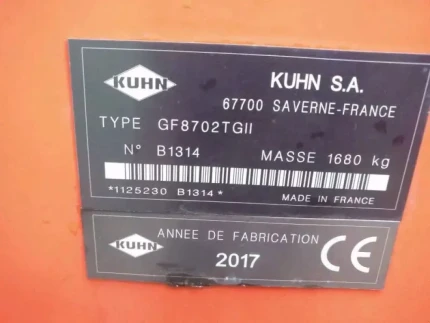 KUHN
KUHN S.A.
67700 SAVERNE-FRANCE
TYPE GF8702TGII
N° B1314 MASSE 1680 kg
*1125230 B1314*
MADE IN FRANCE
KUHN
ANNEE DE FABRICATION
2017
CE